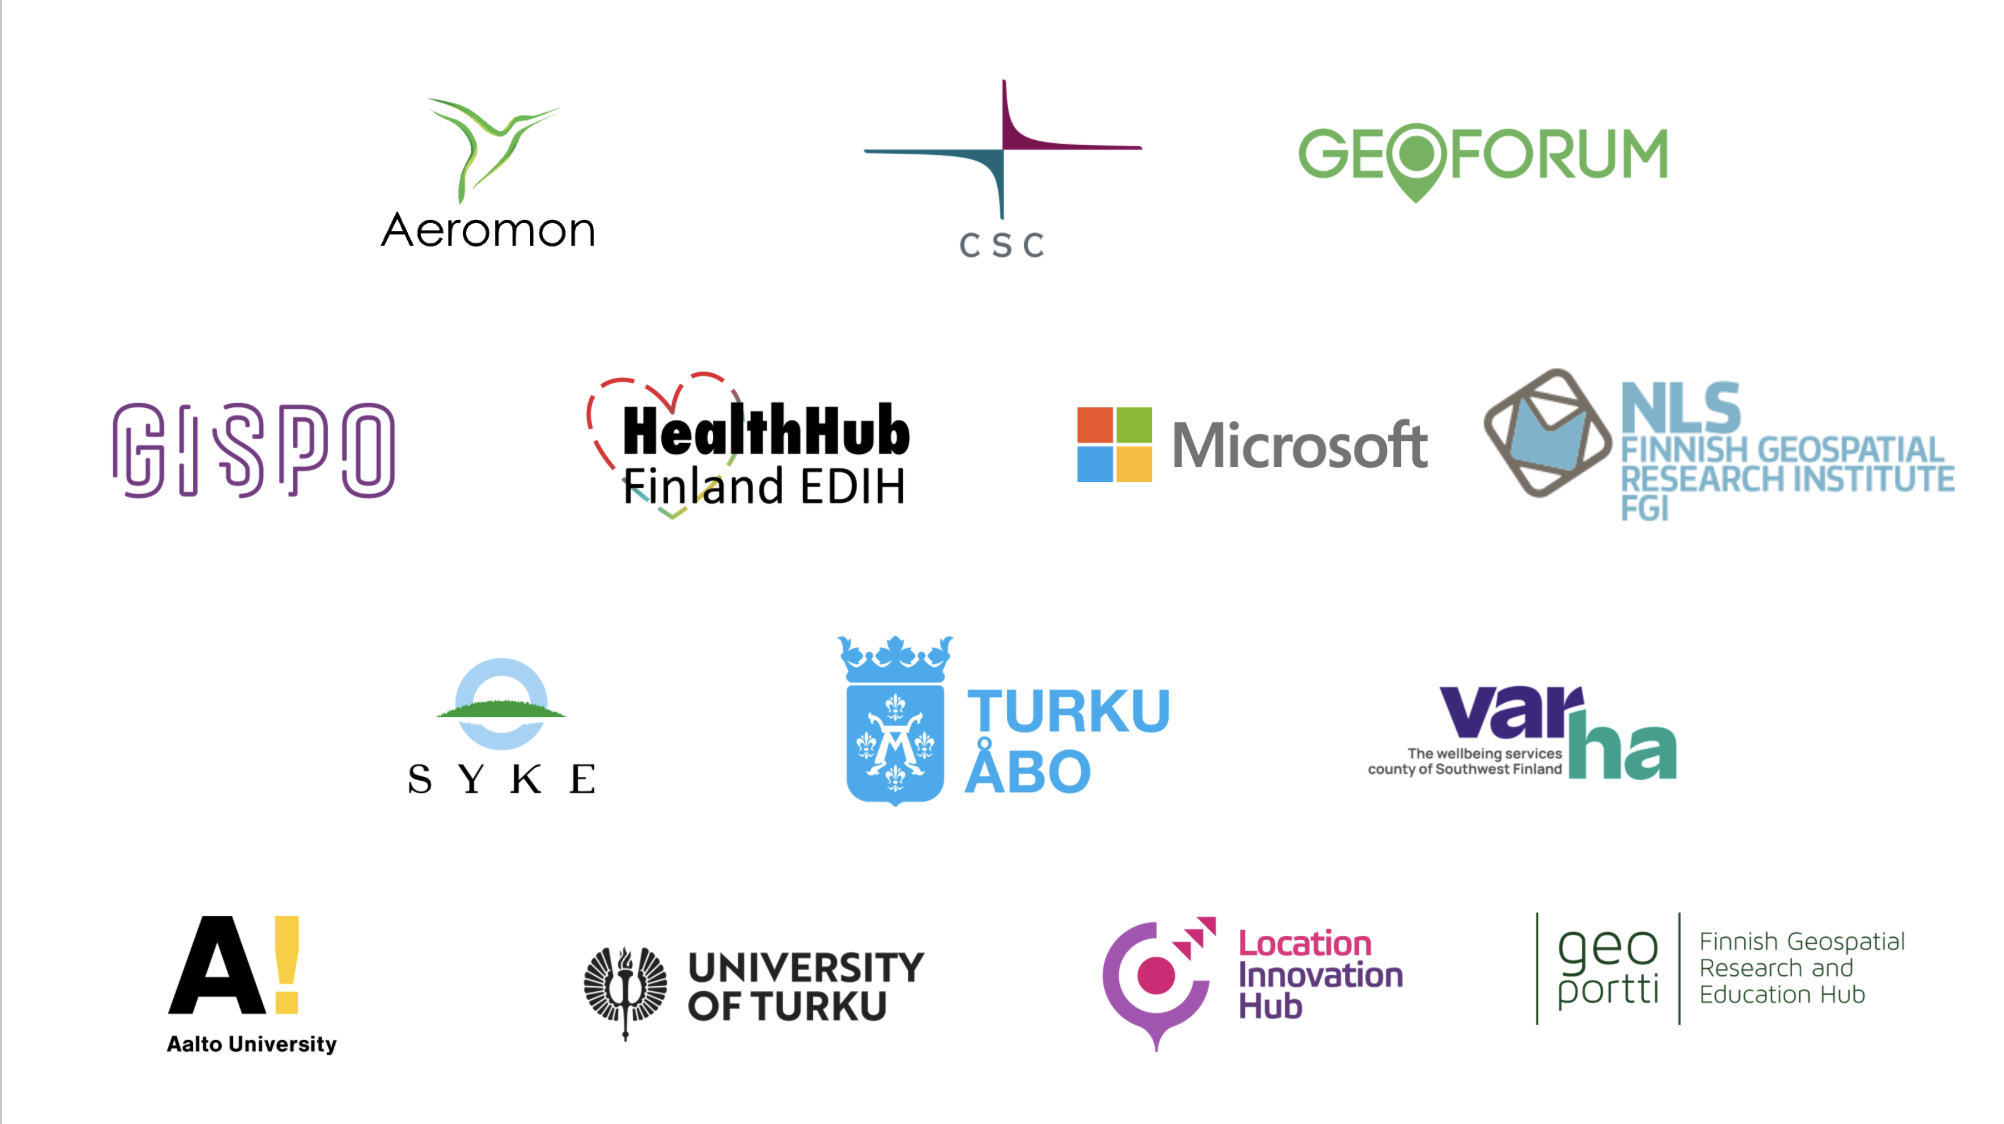 Aeromon
CSC
GEOFORUM
GISPO
HealthHub
Finland EDIH
Microsoft
NLS
FINNISH GEOSPATIAL
RESEARCH INSTITUTE
FGI
SYKE
TURKU
ÅBO
varha
The wellbeing services
county of Southwest Finland
A!
Aalto University
UNIVERSITY
OF TURKU
Location
Innovation
Hub
geo
portti
Finnish Geospatial
Research and
Education Hub